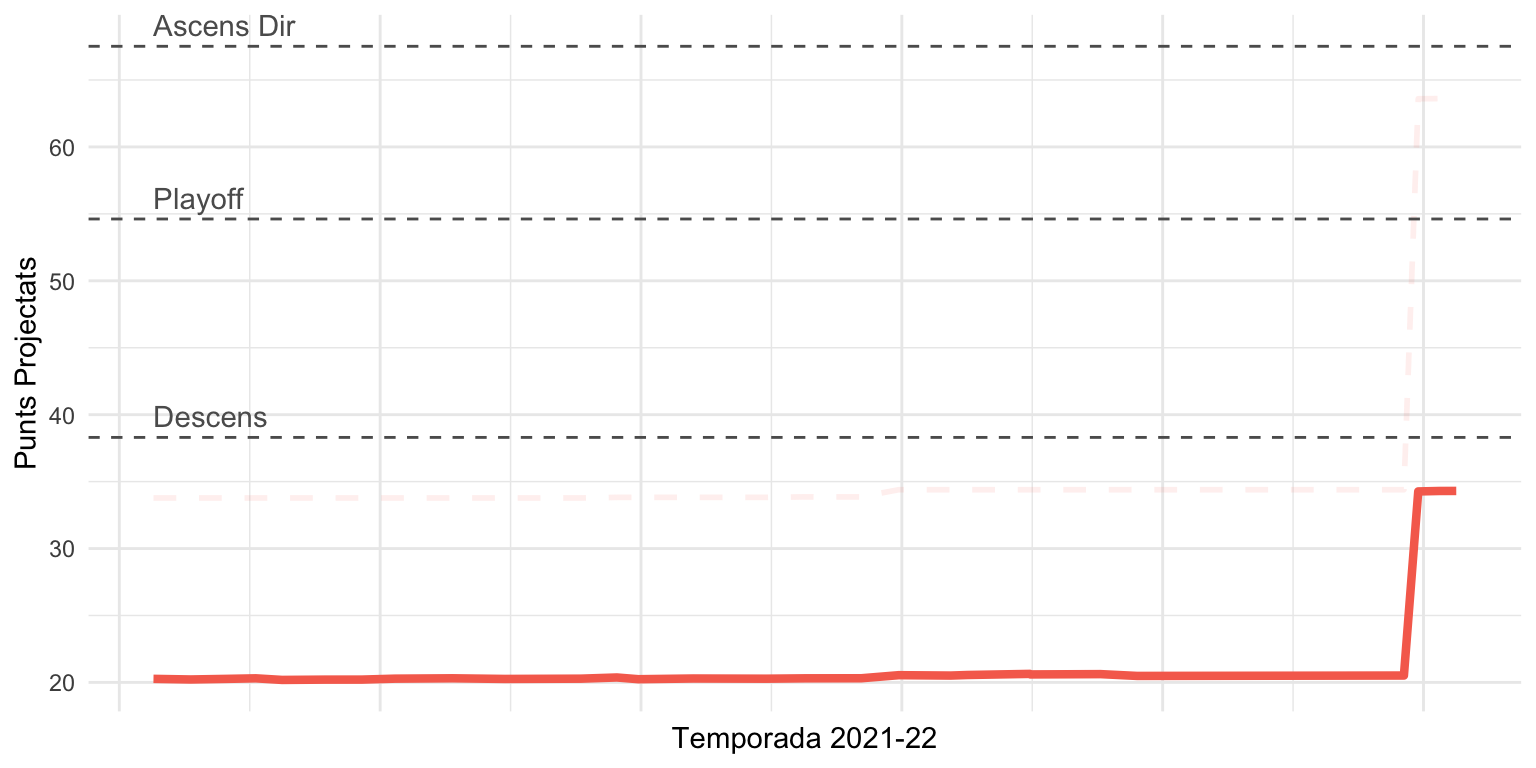 Ascens Dir
60
Playoff
50
Descens
40
30
20
Punts Projectats
Temporada 2021-22